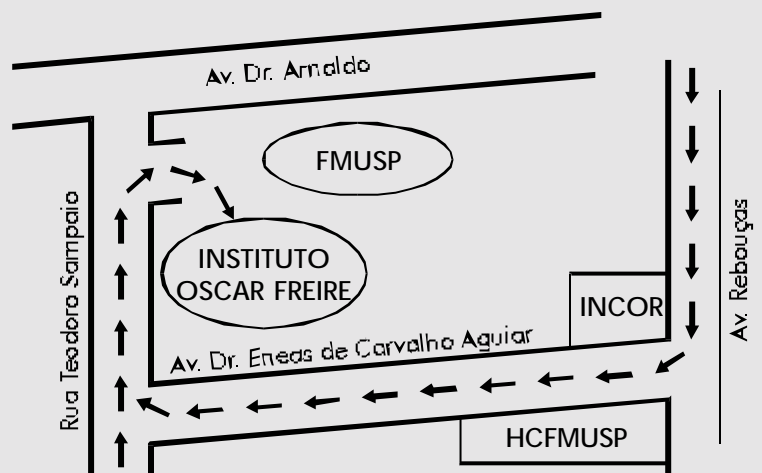 Av. Dr. Arnaldo
FMUSP
Rua Teodoro Sampaio
INSTITUTO
OSCAR FREIRE
INCOR
Av. Rebouças
Av. Dr. Eneas de Carvalho Aguiar
HCFMUSP